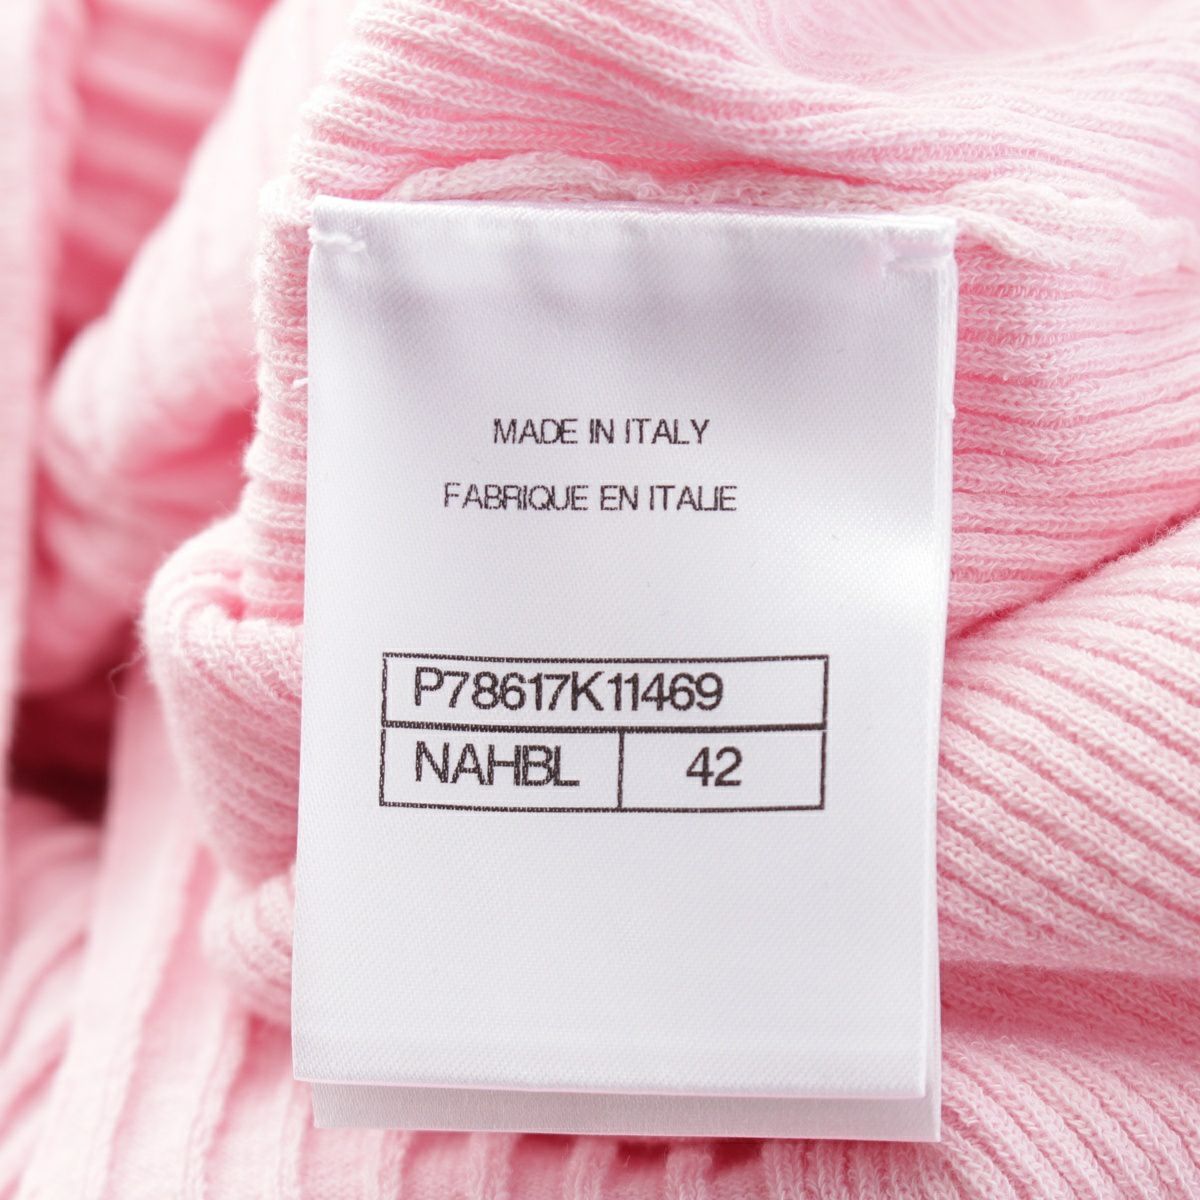 MADE IN ITALY
FABRIQUE EN ITALIE
P78617K11469
NAHBL 42